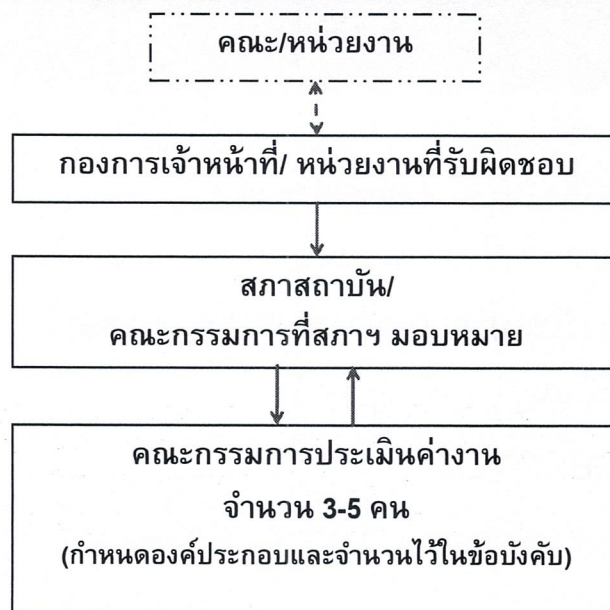 คณะ/หน่วยงาน
กองการเจ้าหน้าที่/ หน่วยงานที่รับผิดชอบ
สภาสถาบัน/
คณะกรรมการที่สภาฯ มอบหมาย
คณะกรรมการประเมินค่างาน
จำนวน 3-5 คน
(กำหนดองค์ประกอบและจำนวนไว้ในข้อบังคับ)